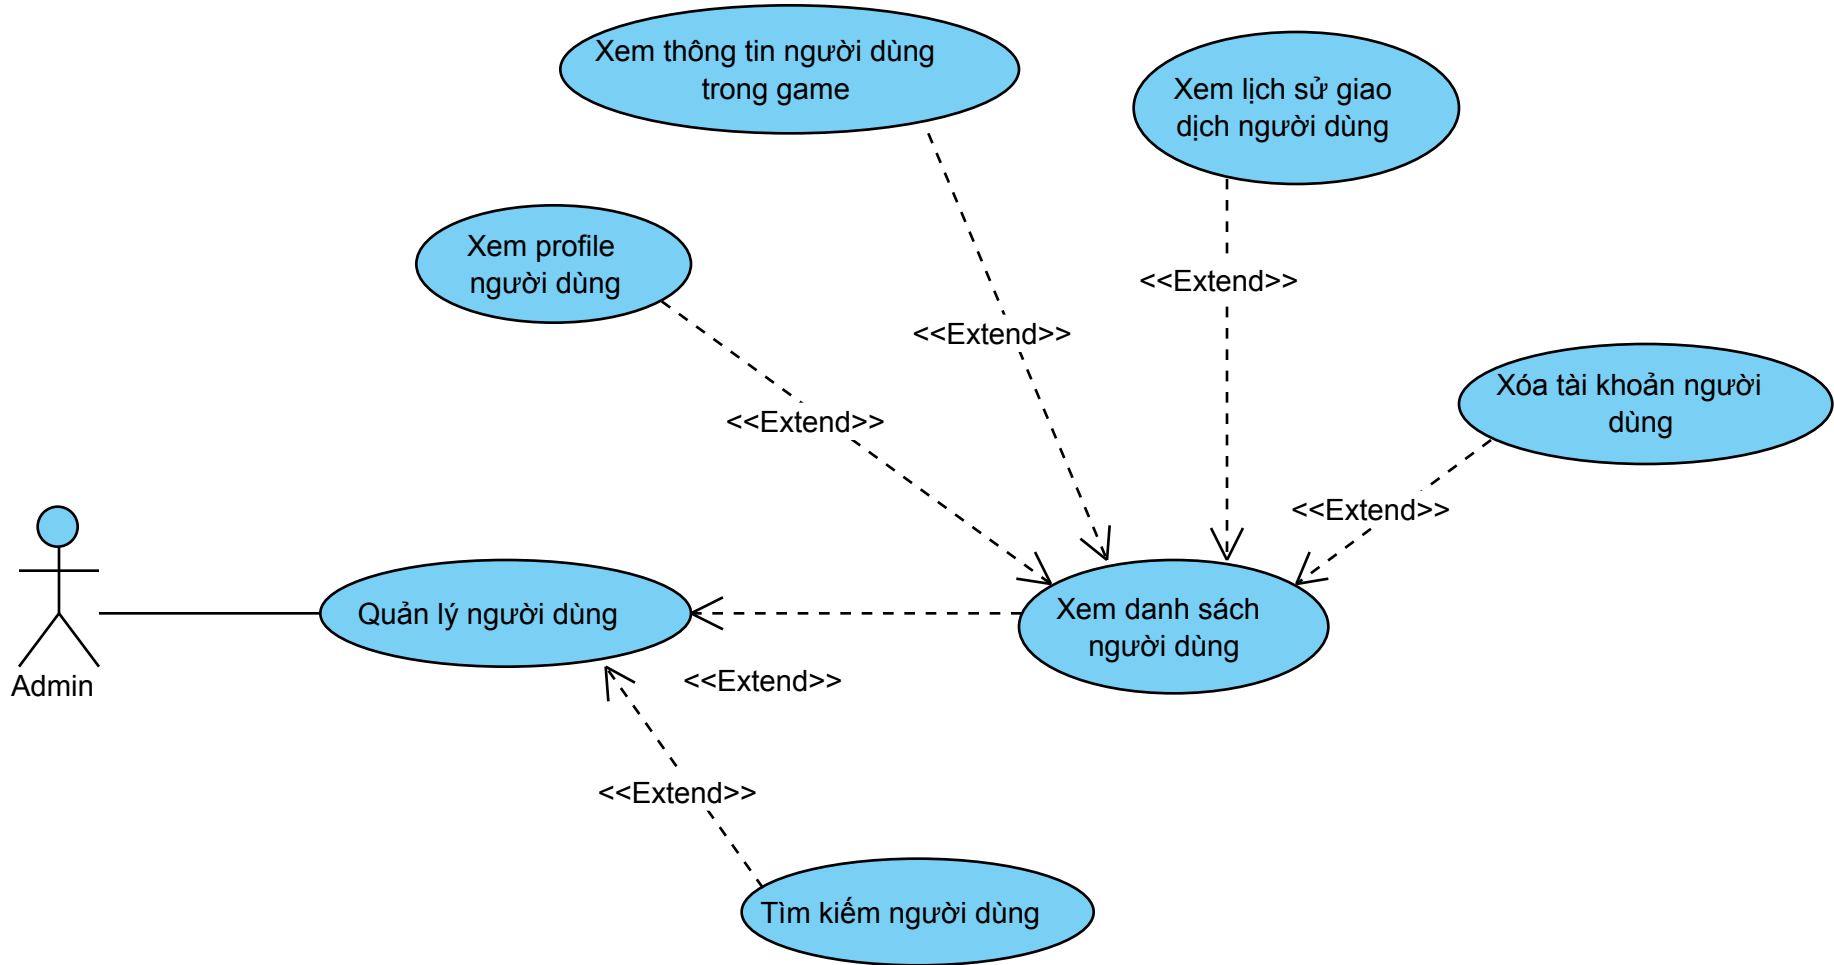 Xem thông tin người dùng
trong game
Xem lịch sử giao
dịch người dùng
Xem profile
người dùng
<<Extend>>
<<Extend>>
Xóa tài khoản người
dùng
<<Extend>>
<<Extend>>
Quản lý người dùng
Xem danh sách
người dùng
Admin
<<Extend>>
<<Extend>>
Tìm kiếm người dùng